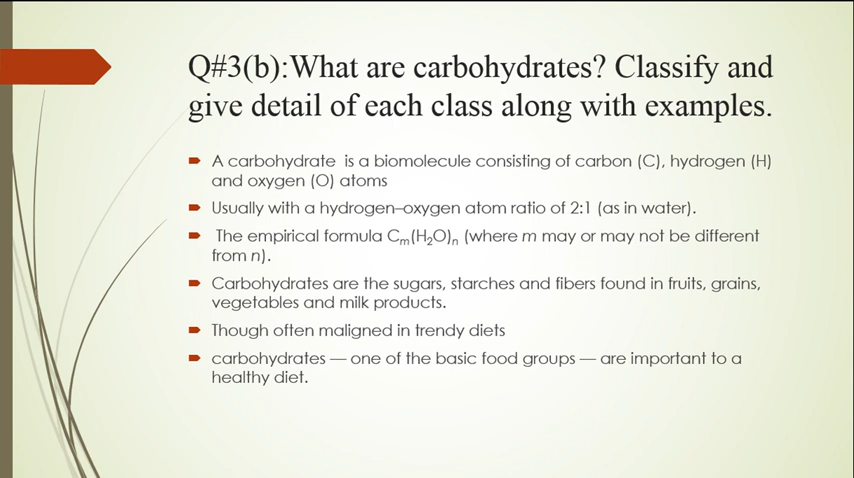 Q#3(b):What are carbohydrates? Classify and
give detail of each class along with examples.
A carbohydrate is a biomolecule consisting of carbon (C), hydrogen (H)
and oxygen (O) atoms
Usually with a hydrogen–oxygen atom ratio of 2:1 (as in water).
The empirical formula Cₘ(H₂O)ₙ (where m may or may not be different
from n).
Carbohydrates are the sugars, starches and fibers found in fruits, grains,
vegetables and milk products.
Though often maligned in trendy diets
carbohydrates — one of the basic food groups — are important to a
healthy diet.